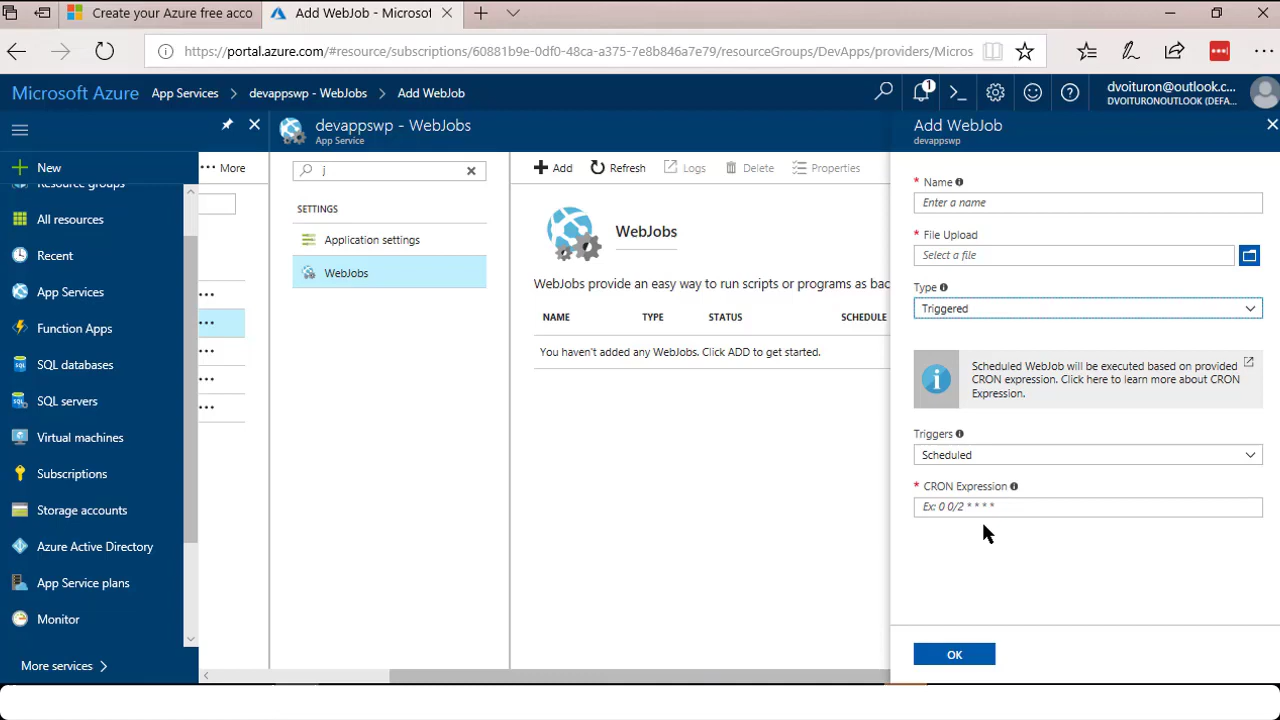 Create your Azure free acco
Add WebJob - Microsof
https://portal.azure.com/#resource/subscriptions/60881b9e-0df0-48ca-a375-7e8b846a7e79/resourceGroups/DevApps/providers/Micros
Microsoft Azure
App Services
devappswp - WebJobs
Add WebJob
1
dvoituron@outlook.c...
DVOITURONOUTLOOK (DEFA...
New
Resource groups
All resources
Recent
App Services
Function Apps
SQL databases
SQL servers
Virtual machines
Subscriptions
Storage accounts
Azure Active Directory
App Service plans
Monitor
More services
More
devappswp - WebJobs
App Service
j
SETTINGS
Application settings
WebJobs
Add
Refresh
Logs
Delete
Properties
WebJobs
WebJobs provide an easy way to run scripts or programs as bac
NAME
TYPE
STATUS
SCHEDULE
You haven't added any WebJobs. Click ADD to get started.
Add WebJob
devappswp
* Name
Enter a name
* File Upload
Select a file
Type
Triggered
Scheduled WebJob will be executed based on provided
CRON expression. Click here to learn more about CRON
Expression.
Triggers
Scheduled
* CRON Expression
Ex: 0 0/2 * * * *
OK